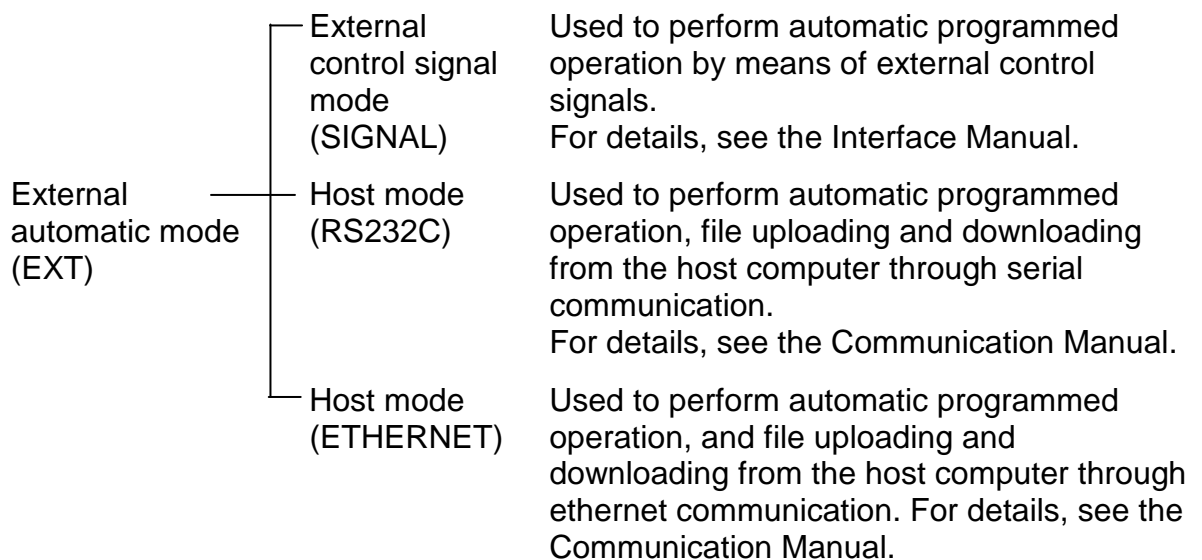 External
control signal
mode
(SIGNAL)
Used to perform automatic programmed
operation by means of external control
signals.
For details, see the Interface Manual.
External
automatic mode
(EXT)
Host mode
(RS232C)
Used to perform automatic programmed
operation, file uploading and downloading
from the host computer through serial
communication.
For details, see the Communication Manual.
Host mode
(ETHERNET)
Used to perform automatic programmed
operation, and file uploading and
downloading from the host computer through
ethernet communication. For details, see the
Communication Manual.